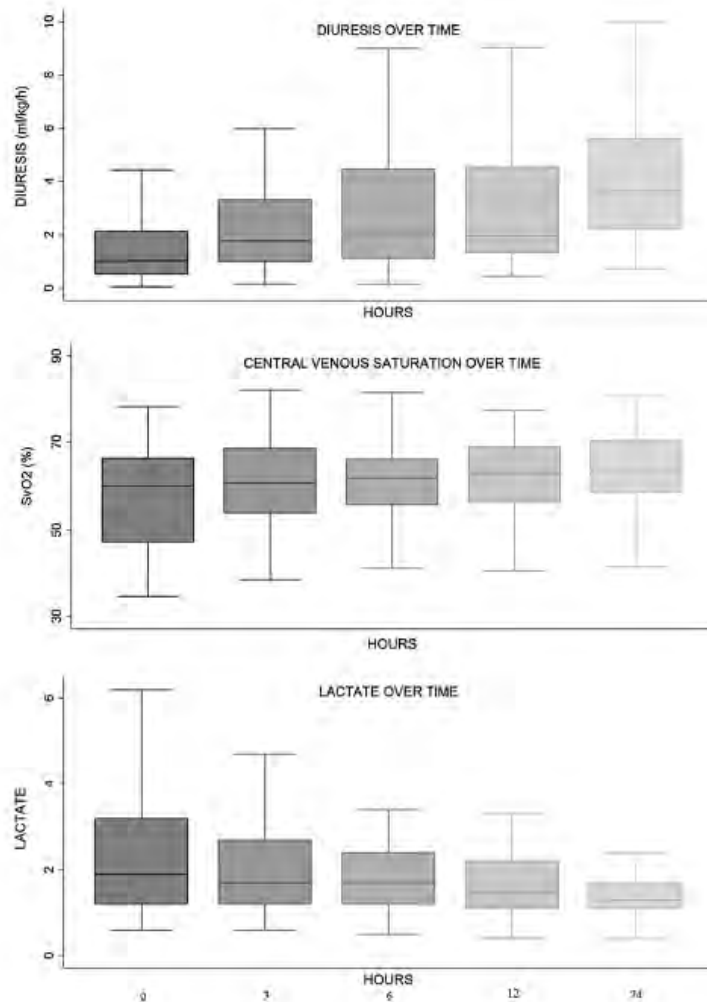 DIURESIS OVER TIME
DIURESIS (ml/kg/h)
10
8
6
4
2
0
HOURS
CENTRAL VENOUS SATURATION OVER TIME
SvO2 (%)
90
70
50
30
HOURS
LACTATE OVER TIME
LACTATE
6
4
2
0
HOURS
0 3 6 12 24